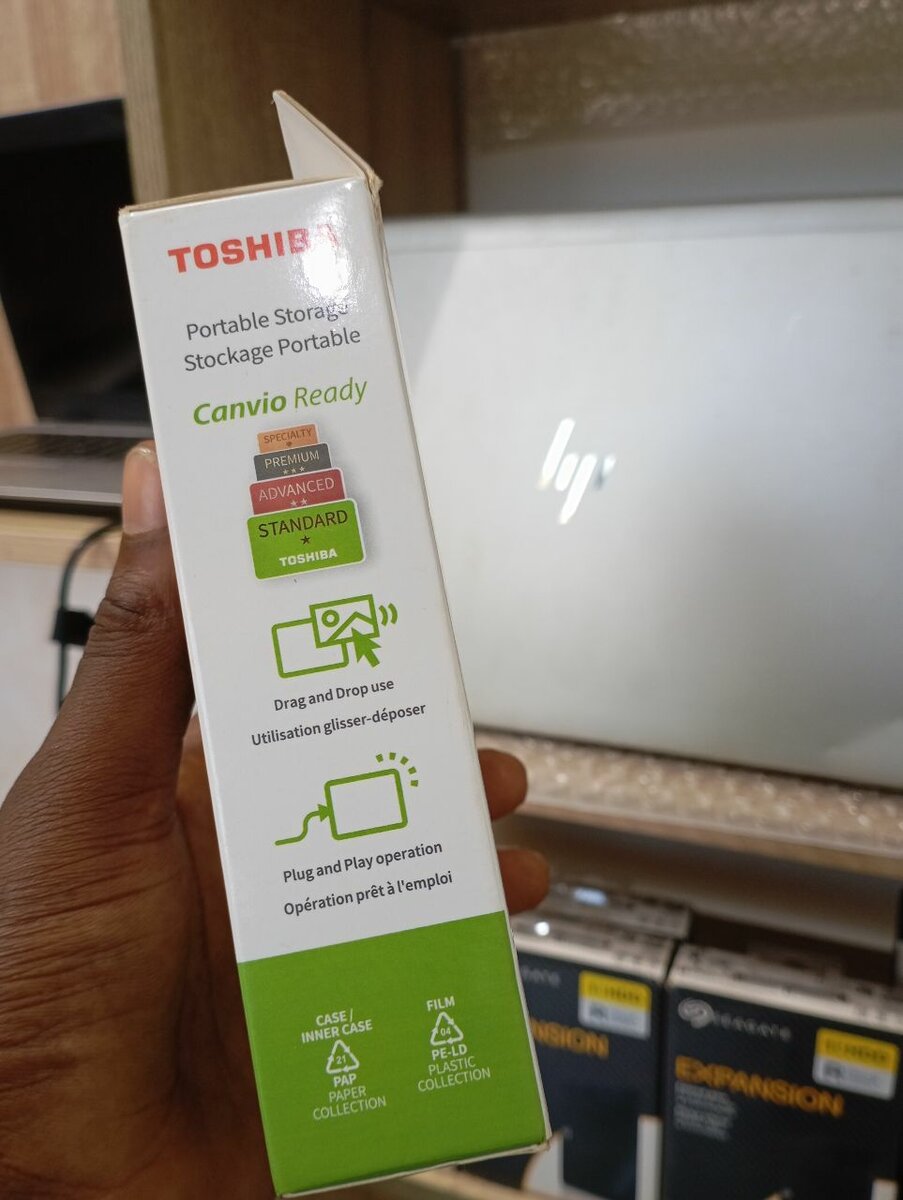 TOSHIBA
Portable Storage
Stockage Portable
Canvio Ready
SPECIALTY
PREMIUM
ADVANCED
STANDARD
TOSHIBA
Drag and Drop use
Utilisation glisser-déposer
Plug and Play operation
Opération prêt à l'emploi
CASE /
INNER CASE
21
PAP
PAPER
COLLECTION
FILM
04
PE-LD
PLASTIC
COLLECTION
hp
SEAGATE
EXPANSION